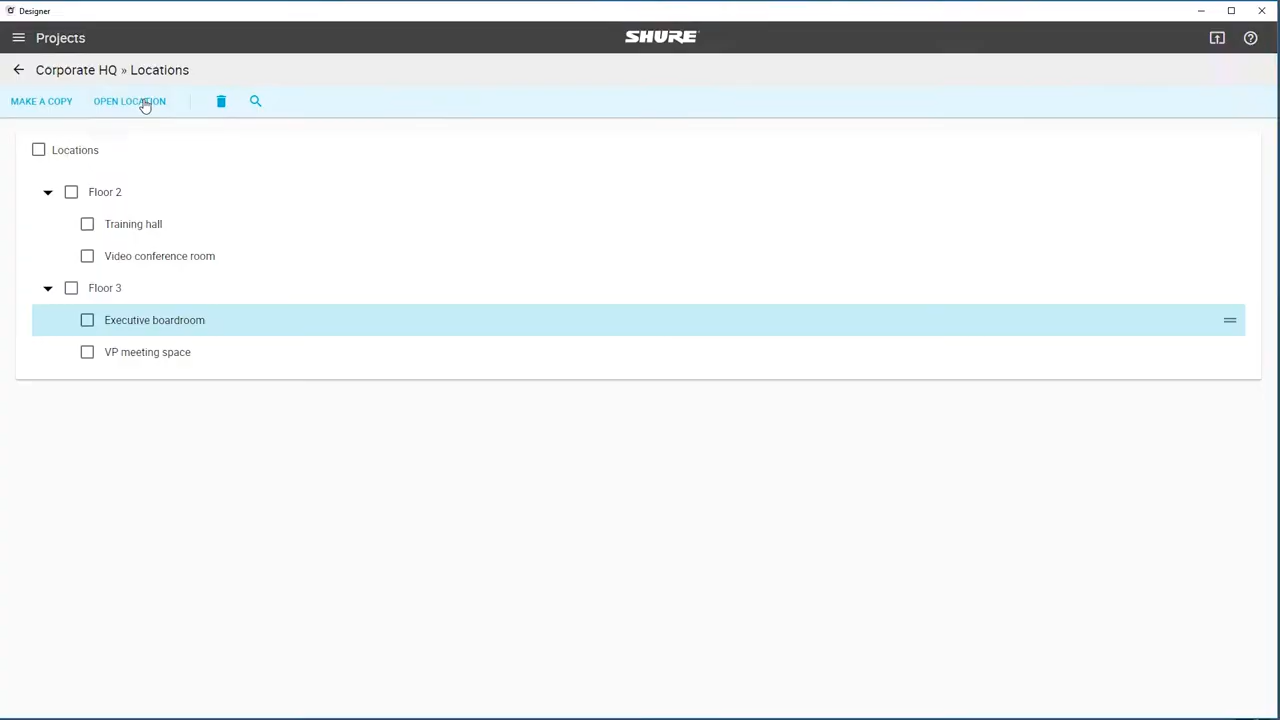 Designer
Projects
SHURE
Corporate HQ » Locations
MAKE A COPY
OPEN LOCATION
Locations
Floor 2
Training hall
Video conference room
Floor 3
Executive boardroom
VP meeting space